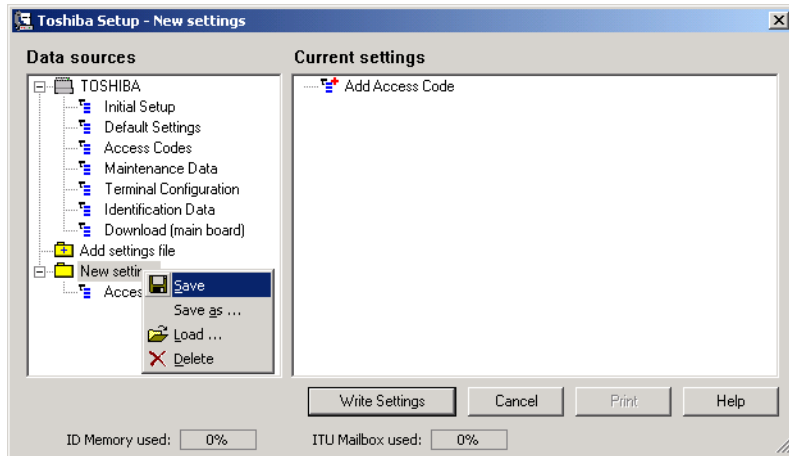 Toshiba Setup - New settings
Data sources
Current settings
TOSHIBA
Initial Setup
Default Settings
Access Codes
Maintenance Data
Terminal Configuration
Identification Data
Download (main board)
Add settings file
New settin
Acces
Save
Save as ...
Load ...
Delete
Add Access Code
Write Settings
Cancel
Print
Help
ID Memory used: 0%
ITU Mailbox used: 0%